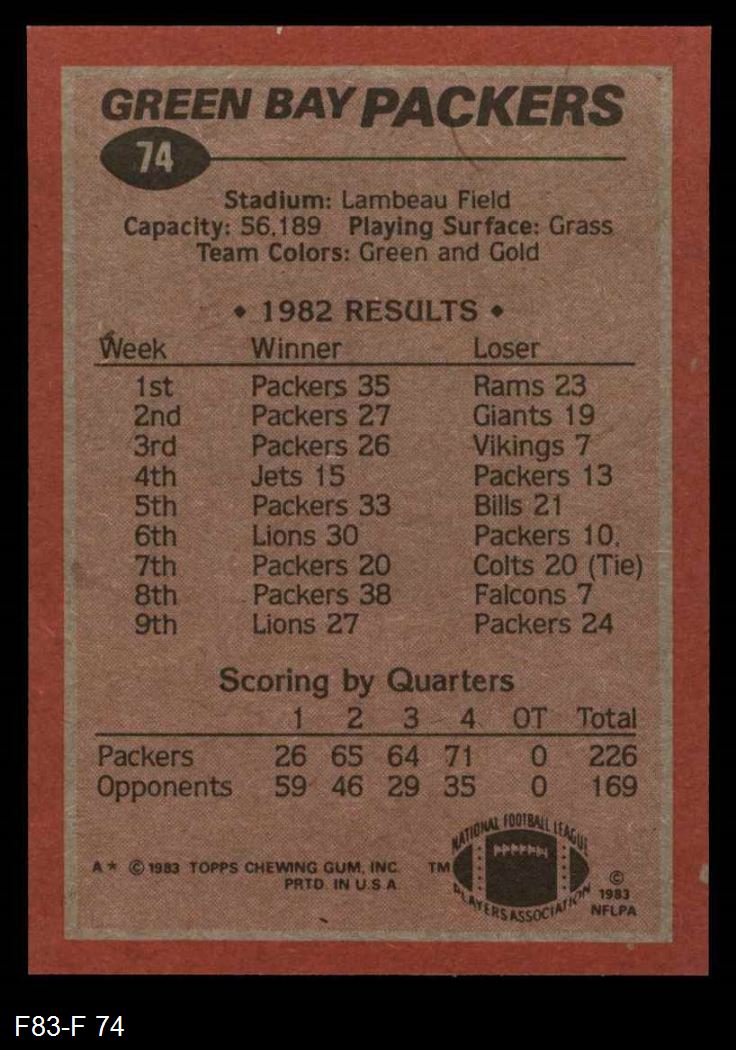 GREEN BAY PACKERS
74
Stadium: Lambeau Field
Capacity: 56,189 Playing Surface: Grass
Team Colors: Green and Gold
• 1982 RESULTS •
Week Winner Loser
1st Packers 35 Rams 23
2nd Packers 27 Giants 19
3rd Packers 26 Vikings 7
4th Jets 15 Packers 13
5th Packers 33 Bills 21
6th Lions 30 Packers 10.
7th Packers 20 Colts 20 (Tie)
8th Packers 38 Falcons 7
9th Lions 27 Packers 24
Scoring by Quarters
1 2 3 4 OT Total
Packers 26 65 64 71 0 226
Opponents 59 46 29 35 0 169
NATIONAL FOOTBALL LEAGUE
A* © 1983 TOPPS CHEWING GUM, INC. TM
PRTD. IN U.S.A.
PLAYERS ASSOCIATION
©
1983
NFLPA
F83-F 74